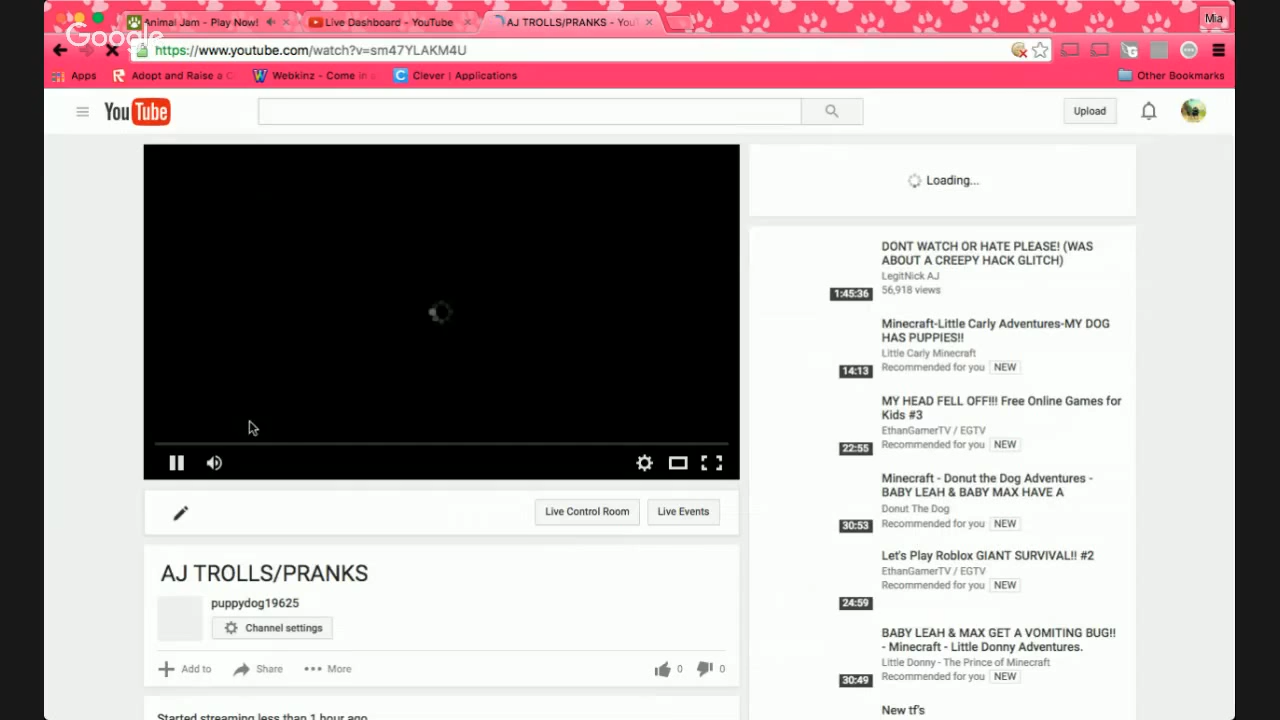 Animal Jam - Play Now!
Live Dashboard - YouTube
AJ TROLLS/PRANKS - You
Mia
Google
https://www.youtube.com/watch?v=sm47YLAKM4U
Apps
Adopt and Raise a C
Webkinz - Come in
Clever | Applications
Other Bookmarks
YouTube
Upload
Loading...
DONT WATCH OR HATE PLEASE! (WAS
ABOUT A CREEPY HACK GLITCH)
LegitNick AJ
56,918 views
1:45:36
Minecraft-Little Carly Adventures-MY DOG
HAS PUPPIES!!
Little Carly Minecraft
Recommended for you NEW
14:13
MY HEAD FELL OFF!!! Free Online Games for
Kids #3
EthanGamerTV / EGTV
Recommended for you NEW
22:55
Minecraft - Donut the Dog Adventures -
BABY LEAH & BABY MAX HAVE A
Donut The Dog
Recommended for you NEW
30:53
Let's Play Roblox GIANT SURVIVAL!! #2
EthanGamerTV / EGTV
Recommended for you NEW
24:59
BABY LEAH & MAX GET A VOMITING BUG!!
- Minecraft - Little Donny Adventures.
Little Donny - The Prince of Minecraft
Recommended for you NEW
30:49
New tf's
Live Control Room
Live Events
AJ TROLLS/PRANKS
puppydog19625
Channel settings
Add to
Share
More
0
0
Started streaming less than 1 hour ago